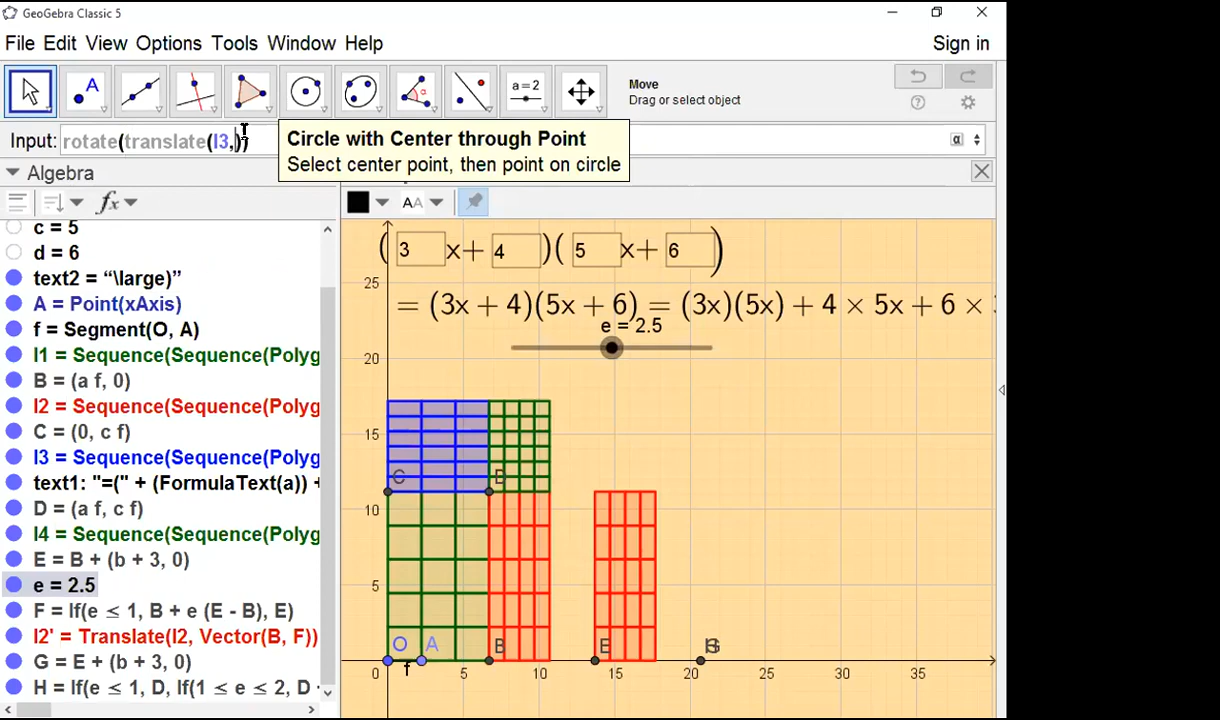 GeoGebra Classic 5
File Edit View Options Tools Window Help
Sign in
A
a = 2
Move
Drag or select object
Input: rotate(translate(l3,))
α
Circle with Center through Point
Select center point, then point on circle
Algebra
fx
AA
c = 5
d = 6
text2 = “\large)”
A = Point(xAxis)
f = Segment(O, A)
l1 = Sequence(Sequence(Polyg
B = (a f, 0)
l2 = Sequence(Sequence(Polyg
C = (0, c f)
l3 = Sequence(Sequence(Polyg
text1: "=(" + (FormulaText(a)) +
D = (a f, c f)
l4 = Sequence(Sequence(Polyg
E = B + (b + 3, 0)
e = 2.5
F = If(e ≤ 1, B + e (E - B), E)
l2' = Translate(l2, Vector(B, F))
G = E + (b + 3, 0)
H = If(e ≤ 1, D, If(1 ≤ e ≤ 2, D
( 3 x+ 4 )( 5 x+ 6 )
= (3x + 4)(5x + 6) = (3x)(5x) + 4 × 5x + 6 ×
e = 2.5
25
20
15
10
5
C D
O A B E
f
0 5 10 15 20 25 30 35